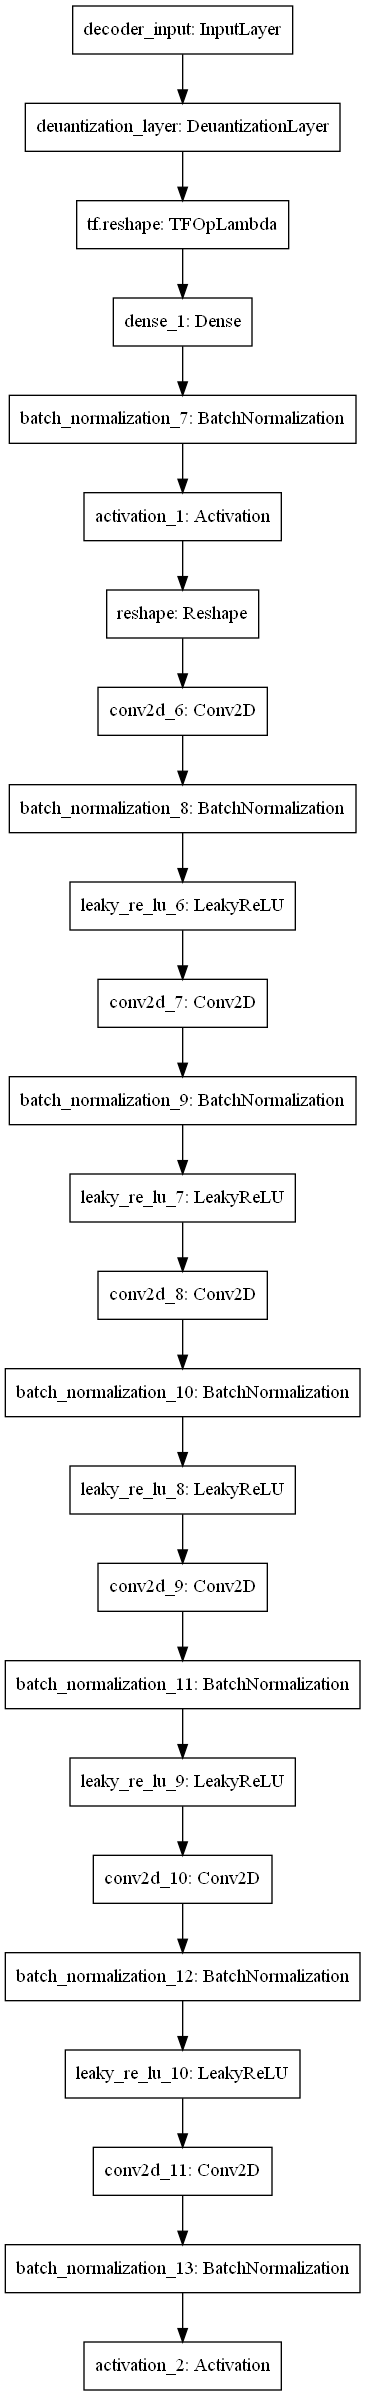 decoder_input: InputLayer
deuantization_layer: DeuantizationLayer
tf.reshape: TFOpLambda
dense_1: Dense
batch_normalization_7: BatchNormalization
activation_1: Activation
reshape: Reshape
conv2d_6: Conv2D
batch_normalization_8: BatchNormalization
leaky_re_lu_6: LeakyReLU
conv2d_7: Conv2D
batch_normalization_9: BatchNormalization
leaky_re_lu_7: LeakyReLU
conv2d_8: Conv2D
batch_normalization_10: BatchNormalization
leaky_re_lu_8: LeakyReLU
conv2d_9: Conv2D
batch_normalization_11: BatchNormalization
leaky_re_lu_9: LeakyReLU
conv2d_10: Conv2D
batch_normalization_12: BatchNormalization
leaky_re_lu_10: LeakyReLU
conv2d_11: Conv2D
batch_normalization_13: BatchNormalization
activation_2: Activation